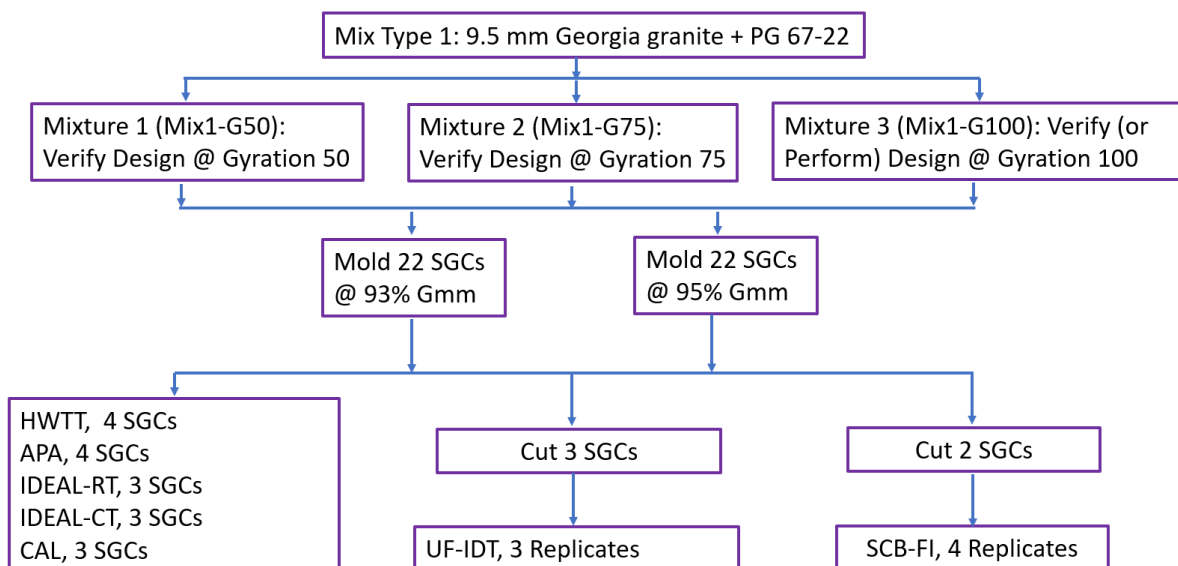 Mix Type 1: 9.5 mm Georgia granite + PG 67-22
Mixture 1 (Mix1-G50):
Verify Design @ Gyration 50
Mixture 2 (Mix1-G75):
Verify Design @ Gyration 75
Mixture 3 (Mix1-G100): Verify (or
Perform) Design @ Gyration 100
Mold 22 SGCs
@ 93% Gmm
Mold 22 SGCs
@ 95% Gmm
HWTT, 4 SGCs
APA, 4 SGCs
IDEAL-RT, 3 SGCs
IDEAL-CT, 3 SGCs
CAL, 3 SGCs
Cut 3 SGCs
Cut 2 SGCs
UF-IDT, 3 Replicates
SCB-FI, 4 Replicates